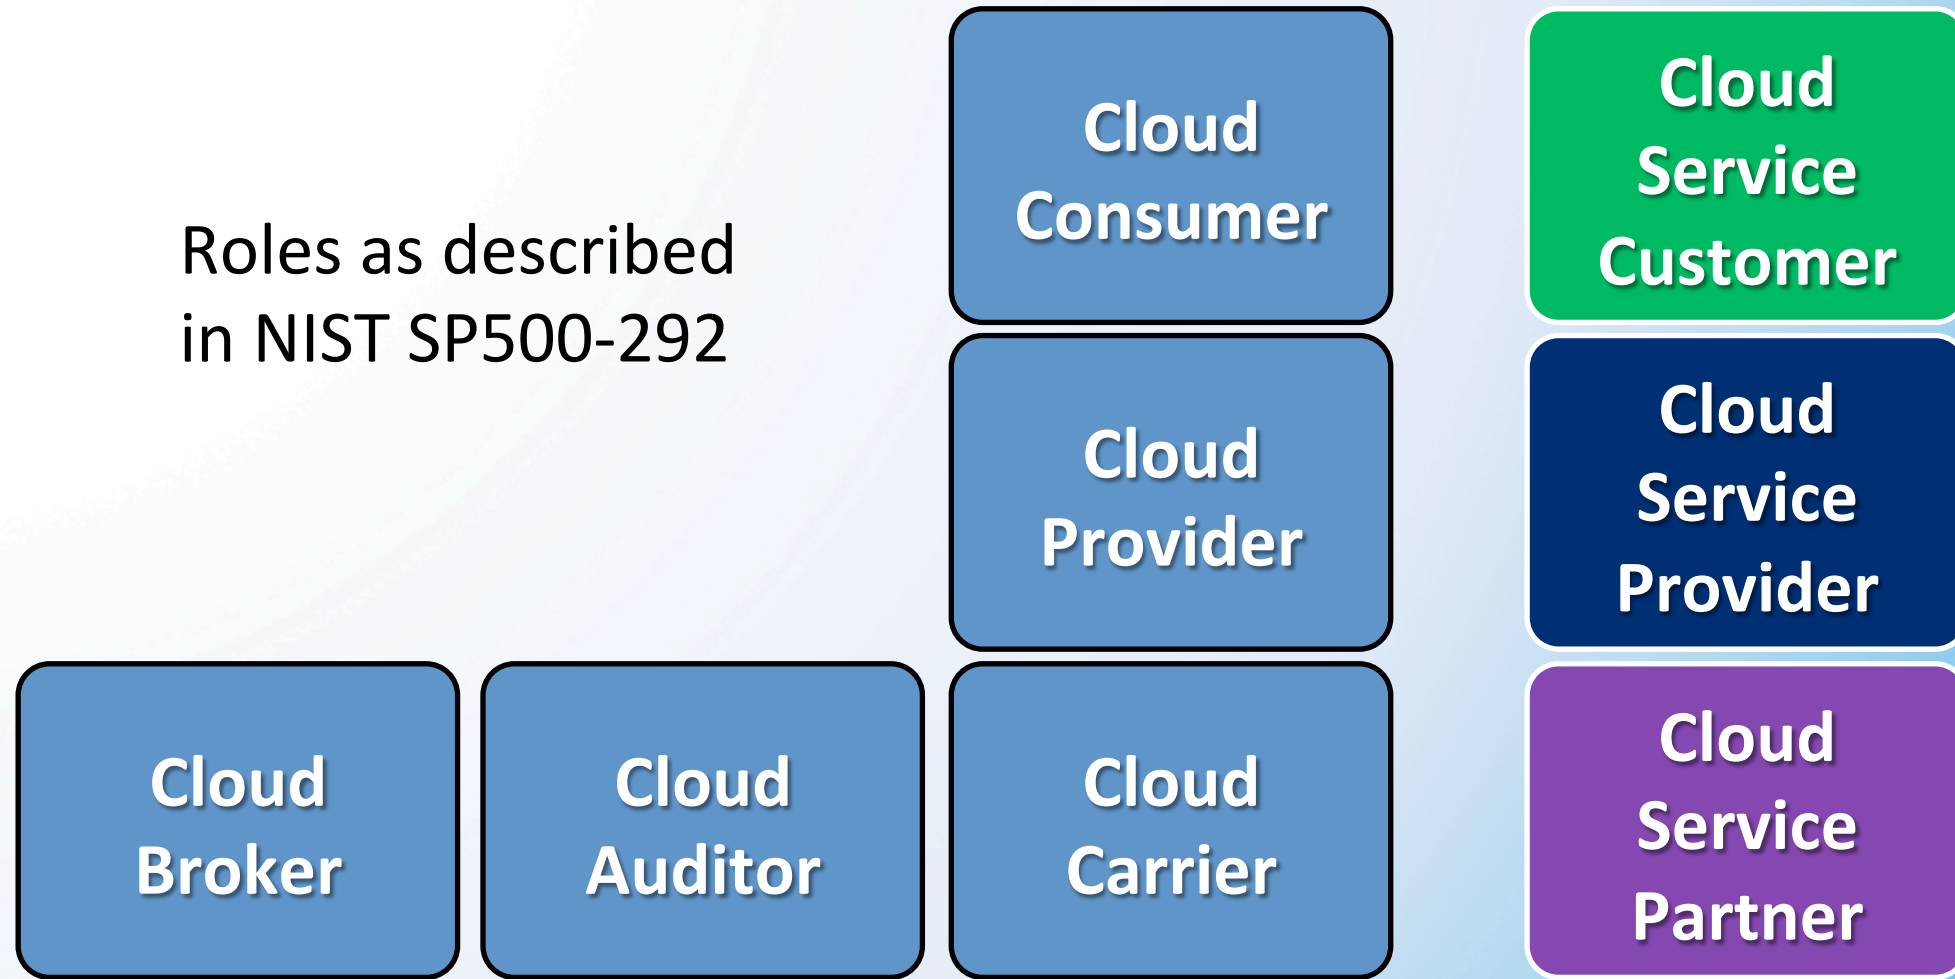 Roles as described
in NIST SP500-292
Cloud
Consumer
Cloud
Service
Customer
Cloud
Provider
Cloud
Service
Provider
Cloud
Broker
Cloud
Auditor
Cloud
Carrier
Cloud
Service
Partner